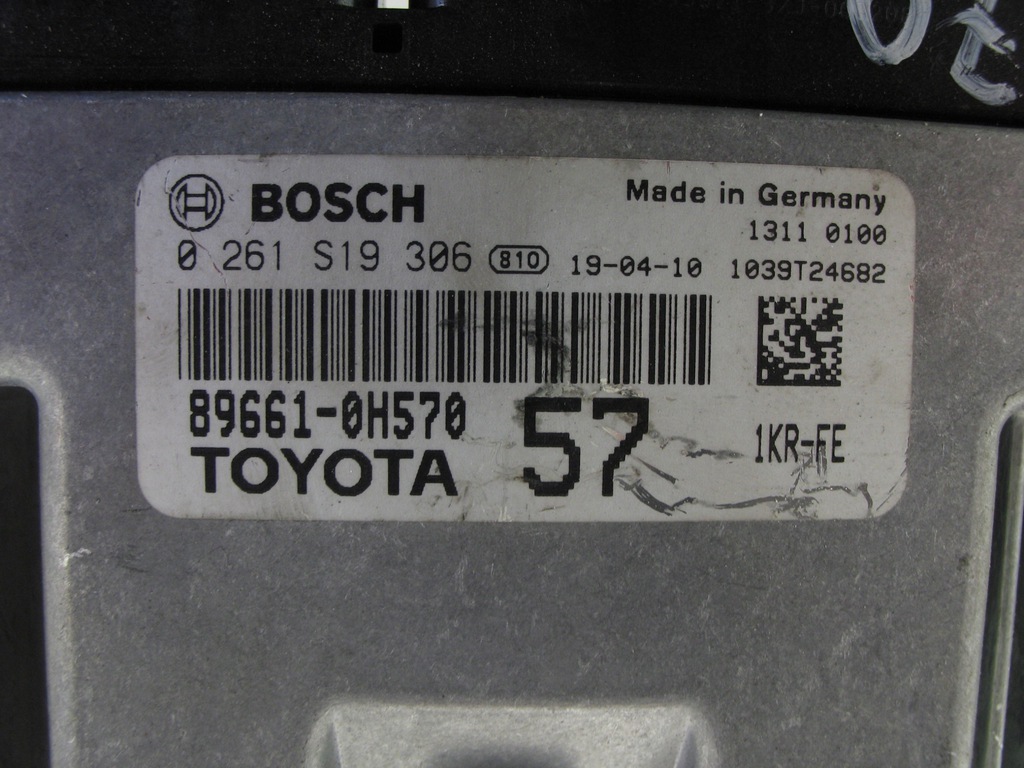 BOSCH
Made in Germany
1311 0100
0 261 S19 306 810 19-04-10 1039T24682
89661-0H570
57
1KR-FE
TOYOTA